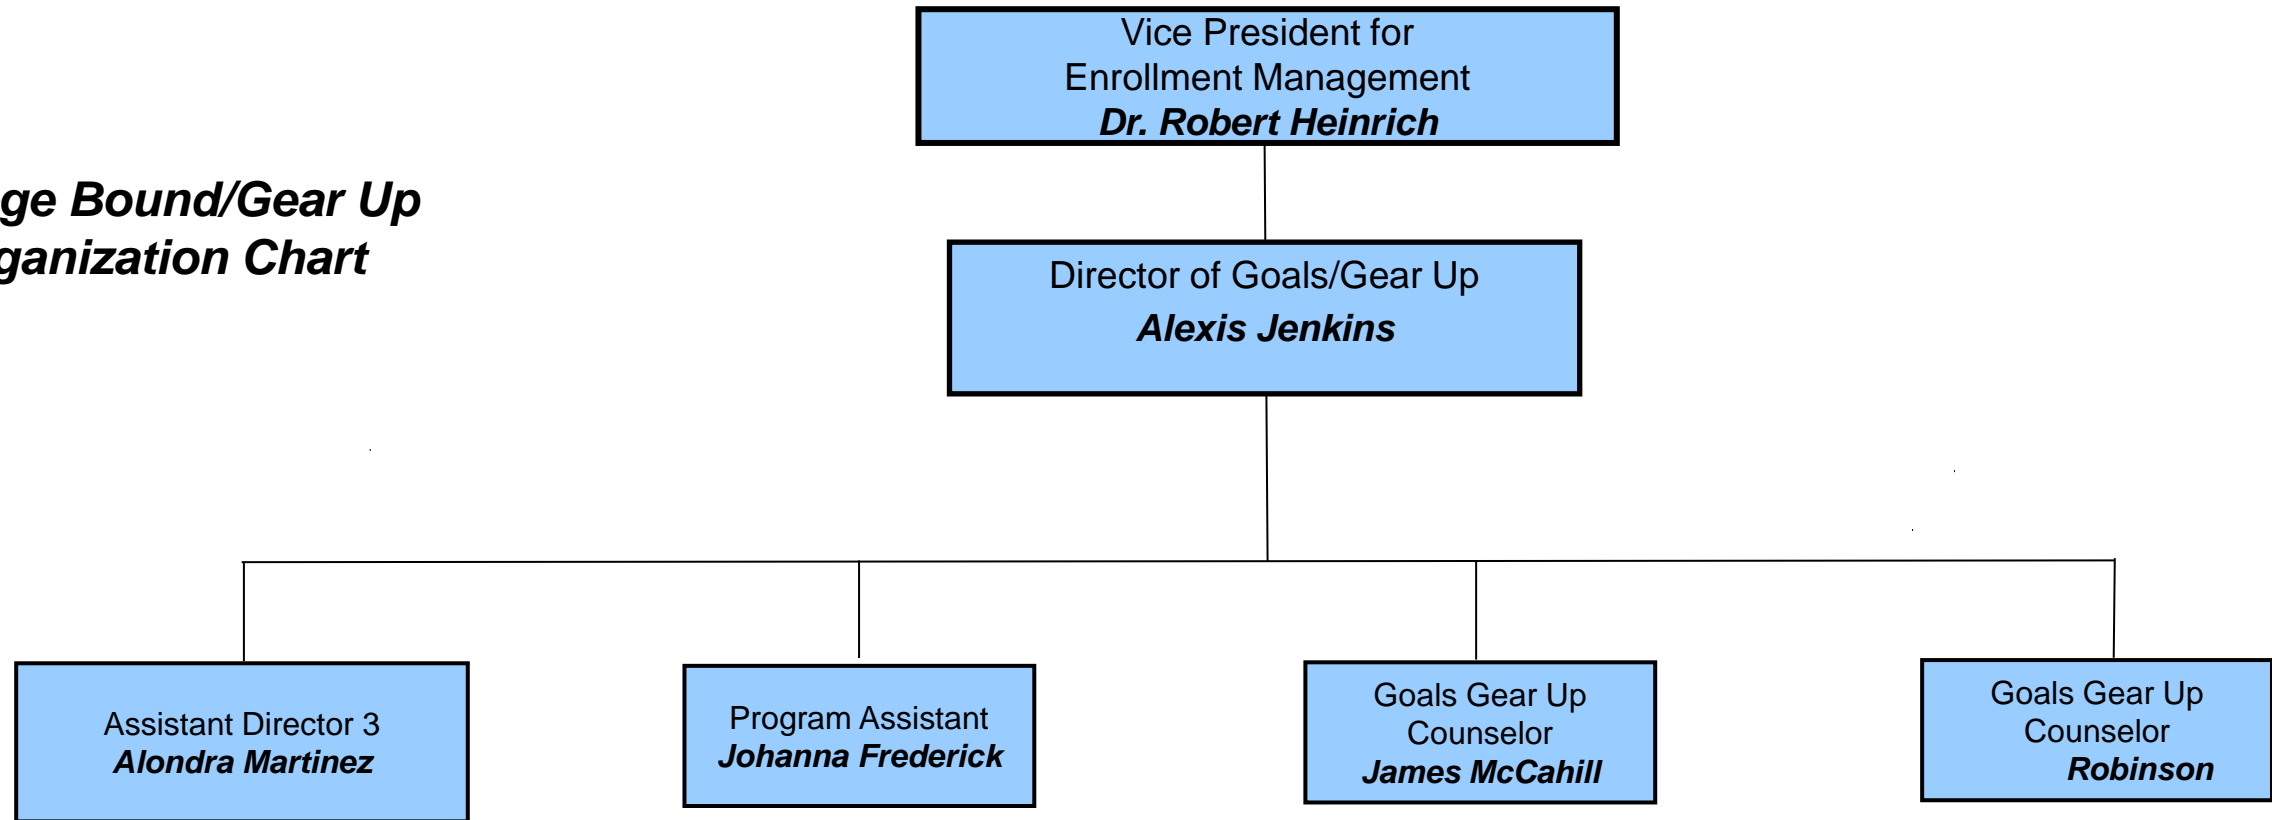 Vice President for
Enrollment Management
Dr. Robert Heinrich
ge Bound/Gear Up
ganization Chart
Director of Goals/Gear Up
Alexis Jenkins
Assistant Director 3
Alondra Martinez
Program Assistant
Johanna Frederick
Goals Gear Up
Counselor
James McCahill
Goals Gear Up
Counselor
Robinson